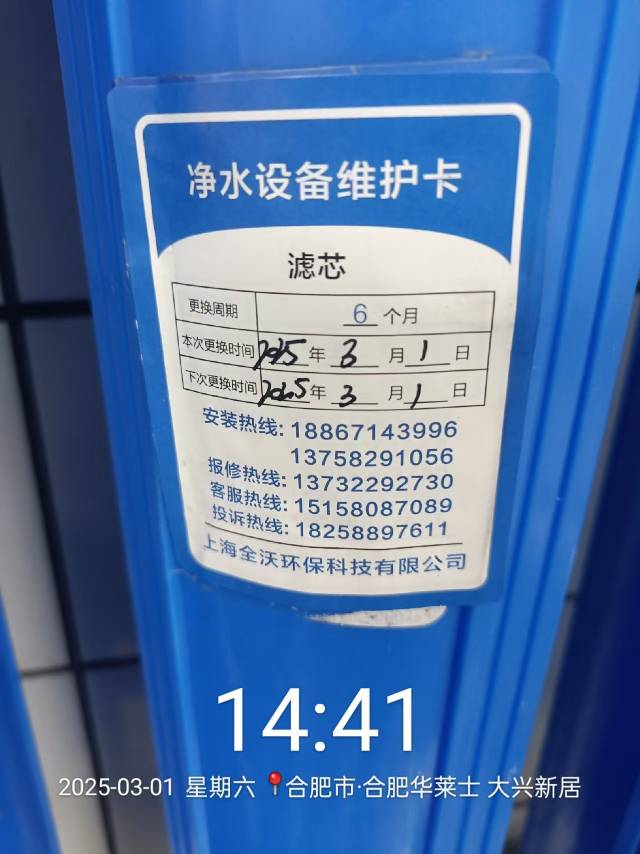 净水设备维护卡
滤芯
更换周期 6 个月
本次更换时间 2025 年 3 月 1 日
下次更换时间 2025 年 3 月 1 日
安装热线: 18867143996
13758291056
报修热线: 13732292730
客服热线: 15158087089
投诉热线: 18258897611
上海全沃环保科技有限公司
14:41
2025-03-01 星期六 合肥市·合肥华莱士 大兴新居